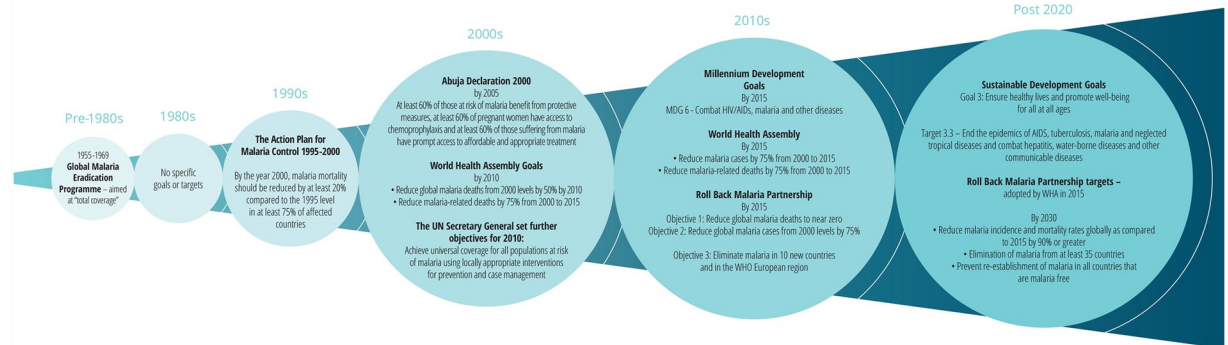 Pre-1980s
1955-1969
Global Malaria
Eradication
Programme – aimed
at "total coverage"
1980s
No specific
goals or targets
1990s
The Action Plan for
Malaria Control 1995-2000
By the year 2000, malaria mortality
should be reduced by at least 20%
compared to the 1995 level
in at least 75% of affected
countries
2000s
Abuja Declaration 2000
by 2005
At least 60% of those at risk of malaria benefit from protective
measures, at least 60% of pregnant women have access to
chemoprophylaxis and at least 60% of those suffering from malaria
have prompt access to affordable and appropriate treatment
World Health Assembly Goals
by 2010
• Reduce global malaria deaths from 2000 levels by 50% by 2010
• Reduce malaria-related deaths by 75% from 2000 to 2015
The UN Secretary General set further
objectives for 2010:
Achieve universal coverage for all populations at risk
of malaria using locally appropriate interventions
for prevention and case management
2010s
Millennium Development
Goals
By 2015
MDG 6 - Combat HIV/AIDs, malaria and other diseases
World Health Assembly
By 2015
• Reduce malaria cases by 75% from 2000 to 2015
• Reduce malaria-related deaths by 75% from 2000 to 2015
Roll Back Malaria Partnership
By 2015
Objective 1: Reduce global malaria deaths to near zero
Objective 2: Reduce global malaria cases from 2000 levels by 75%
Objective 3: Eliminate malaria in 10 new countries
and in the WHO European region
Post 2020
Sustainable Development Goals
Goal 3: Ensure healthy lives and promote well-being
for all at all ages
Target 3.3 – End the epidemics of AIDS, tuberculosis, malaria and neglected
tropical diseases and combat hepatitis, water-borne diseases and other
communicable diseases
Roll Back Malaria Partnership targets –
adopted by WHA in 2015
By 2030
• Reduce malaria incidence and mortality rates globally as compared
to 2015 by 90% or greater
• Elimination of malaria from at least 35 countries
• Prevent re-establishment of malaria in all countries that
are malaria free